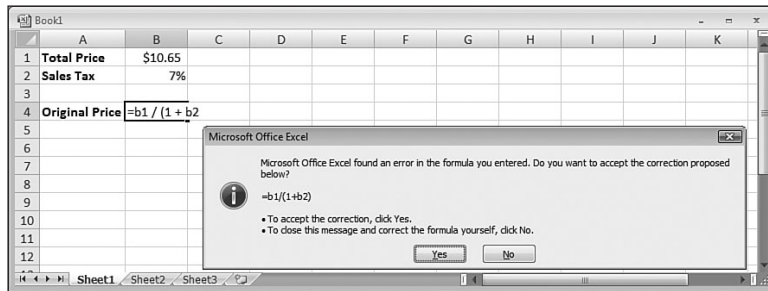 Book1
A B C D E F G H I J K
1 Total Price $10.65
2 Sales Tax 7%
3
4 Original Price =b1 / (1 + b2
5
Microsoft Office Excel
6
Microsoft Office Excel found an error in the formula you entered. Do you want to accept the correction proposed
7
below?
8
=b1/(1+b2)
9
10
• To accept the correction, click Yes.
• To close this message and correct the formula yourself, click No.
11
12
Yes No
Sheet1 Sheet2 Sheet3